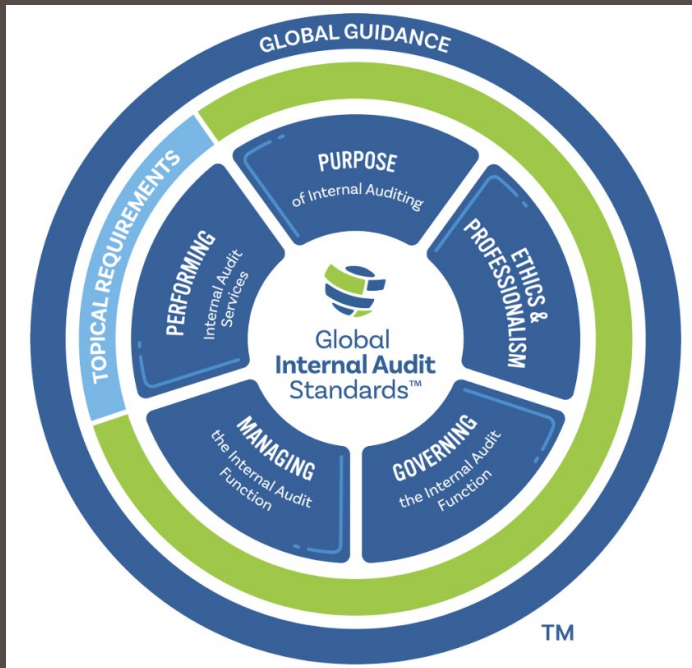 GLOBAL GUIDANCE
TOPICAL REQUIREMENTS
PURPOSE
of Internal Auditing
ETHICS &
PROFESSIONALISM
GOVERNING
the Internal Audit
Function
MANAGING
the Internal Audit
Function
PERFORMING
Internal Audit
Services
Global
Internal Audit
Standards™
TM